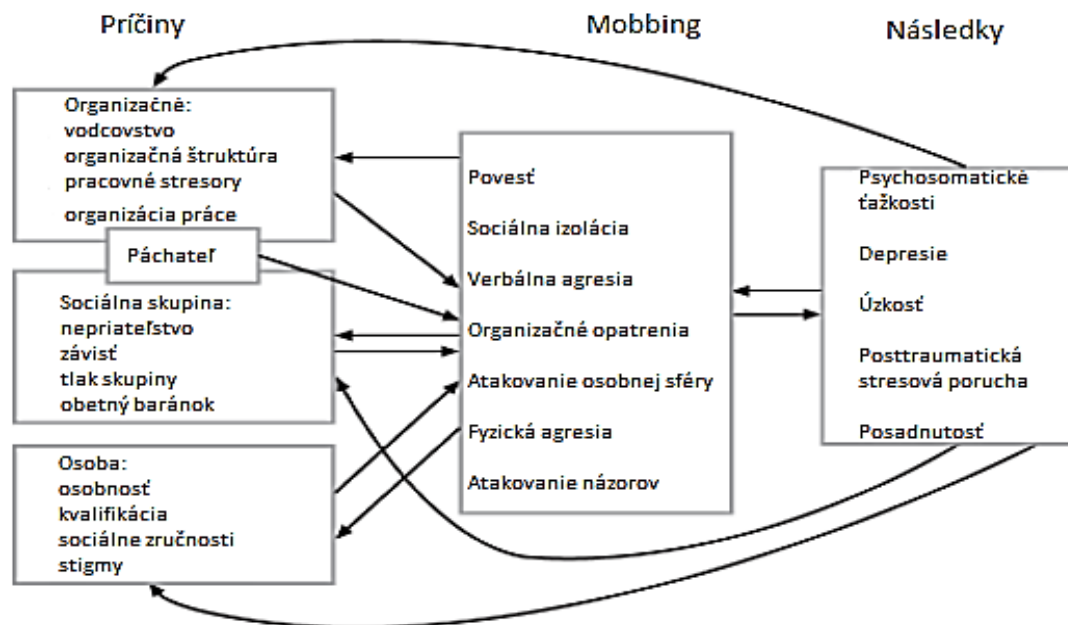 Príčiny
Mobbing
Následky
Organizačné:
vodcovstvo
organizačná štruktúra
pracovné stresory
organizácia práce
Páchateľ
Sociálna skupina:
nepriateľstvo
závisť
tlak skupiny
obetný baránok
Osoba:
osobnosť
kvalifikácia
sociálne zručnosti
stigmy
Povesť
Sociálna izolácia
Verbálna agresia
Organizačné opatrenia
Atakovanie osobnej sféry
Fyzická agresia
Atakovanie názorov
Psychosomatické
ťažkosti
Depresie
Úzkosť
Posttraumatická
stresová porucha
Posadnutosť